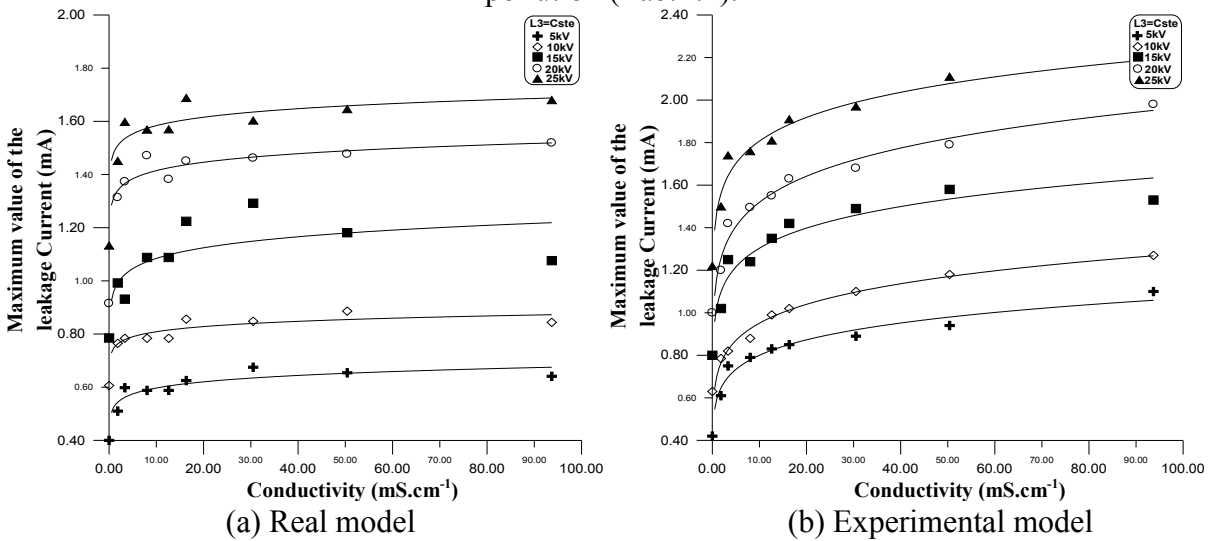 2.00
1.80
1.60
1.40
1.20
1.00
0.80
0.60
0.40
Maximum value of the
leakage Current (mA)
L3=Cste
5kV
10kV
15kV
20kV
25kV
0.00 10.00 20.00 30.00 40.00 50.00 60.00 70.00 80.00 90.00 100.00
Conductivity (mS.cm-1)
(a) Real model
2.40
2.20
2.00
1.80
1.60
1.40
1.20
1.00
0.80
0.60
0.40
Maximum value of the
leakage Current (mA)
L3=Cste
5kV
10kV
15kV
20kV
25kV
0.00 10.00 20.00 30.00 40.00 50.00 60.00 70.00 80.00 90.00 100.00
Conductivity (mS.cm-1)
(b) Experimental model